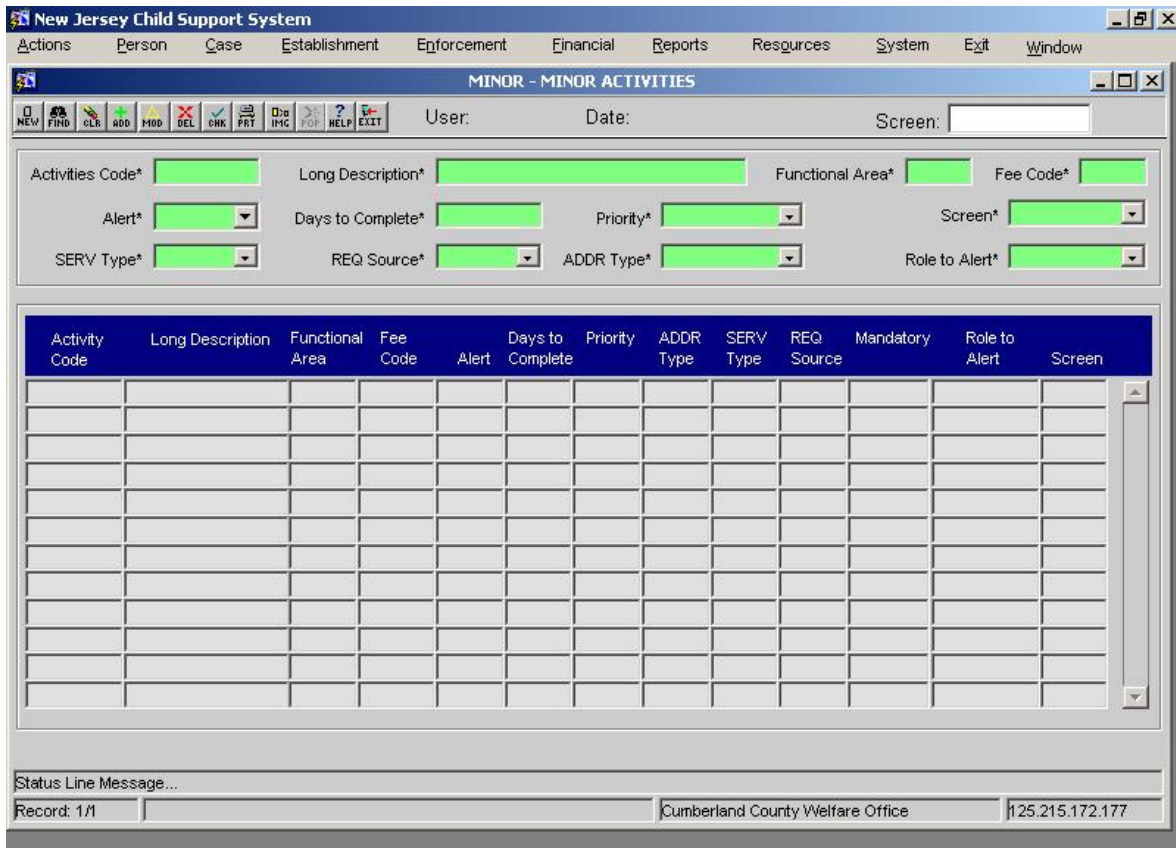 New Jersey Child Support System
Actions Person Case Establishment Enforcement Financial Reports Resources System Exit Window
MINOR - MINOR ACTIVITIES
NEW FIND CLR ADD MOD DEL CHK PRT IMG POP HELP EXIT User: Date: Screen:
Activities Code* Long Description* Functional Area* Fee Code*
Alert* Days to Complete* Priority* Screen*
SERV Type* REQ Source* ADDR Type* Role to Alert*
Activity Code Long Description Functional Area Fee Code Alert Days to Complete Priority ADDR Type SERV Type REQ Source Mandatory Role to Alert Screen
Status Line Message...
Record: 1/1 Cumberland County Welfare Office 125.215.172.177